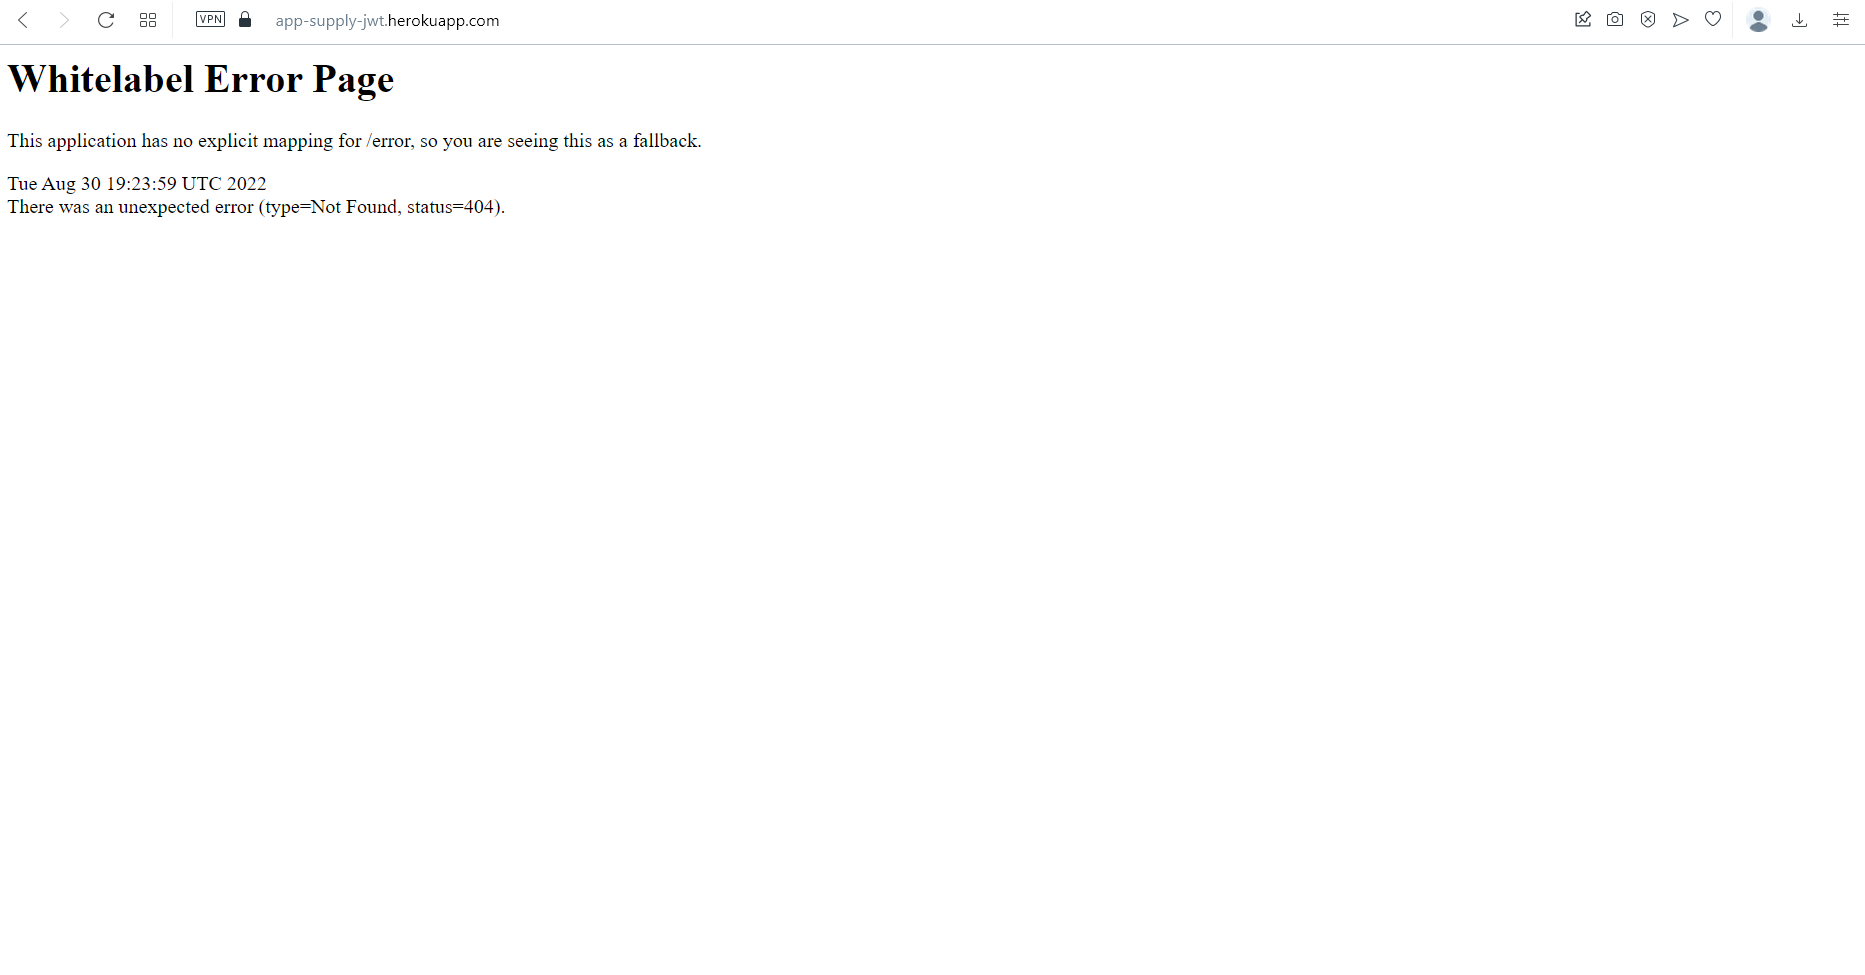 VPN
app-supply-jwt.herokuapp.com
Whitelabel Error Page
This application has no explicit mapping for /error, so you are seeing this as a fallback.
Tue Aug 30 19:23:59 UTC 2022
There was an unexpected error (type=Not Found, status=404).